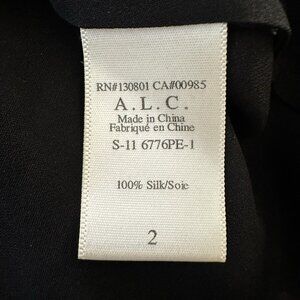 RN#130801 CA#00985
A.L.C.
Made in China
Fabriqué en Chine
S-11 6776PE-1
100% Silk/Soie
2